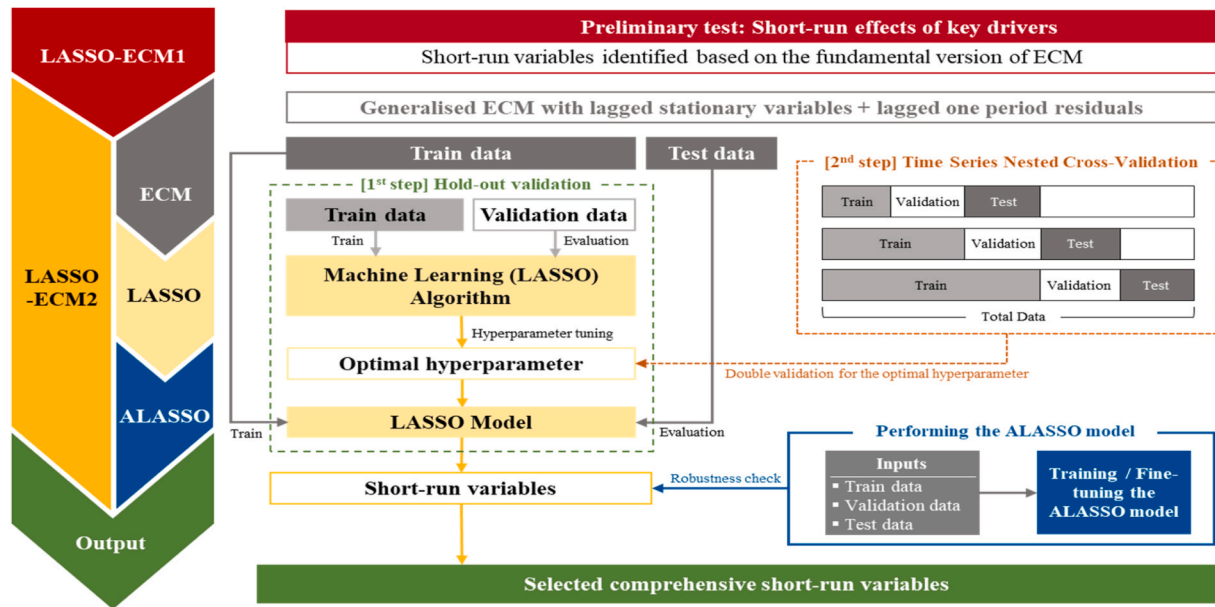 LASSO-ECM1
ECM
LASSO
-ECM2
LASSO
ALASSO
Output
Preliminary test: Short-run effects of key drivers
Short-run variables identified based on the fundamental version of ECM
Generalised ECM with lagged stationary variables + lagged one period residuals
Train data
Test data
[1st step] Hold-out validation
Train data
Validation data
Train
Evaluation
Machine Learning (LASSO)
Algorithm
Hyperparameter tuning
Optimal hyperparameter
LASSO Model
Train
Evaluation
Short-run variables
[2nd step] Time Series Nested Cross-Validation
Train Validation Test
Train Validation Test
Train Validation Test
Total Data
Double validation for the optimal hyperparameter
Performing the ALASSO model
Robustness check
Inputs
▪ Train data
▪ Validation data
▪ Test data
Training / Fine-
tuning the
ALASSO model
Selected comprehensive short-run variables